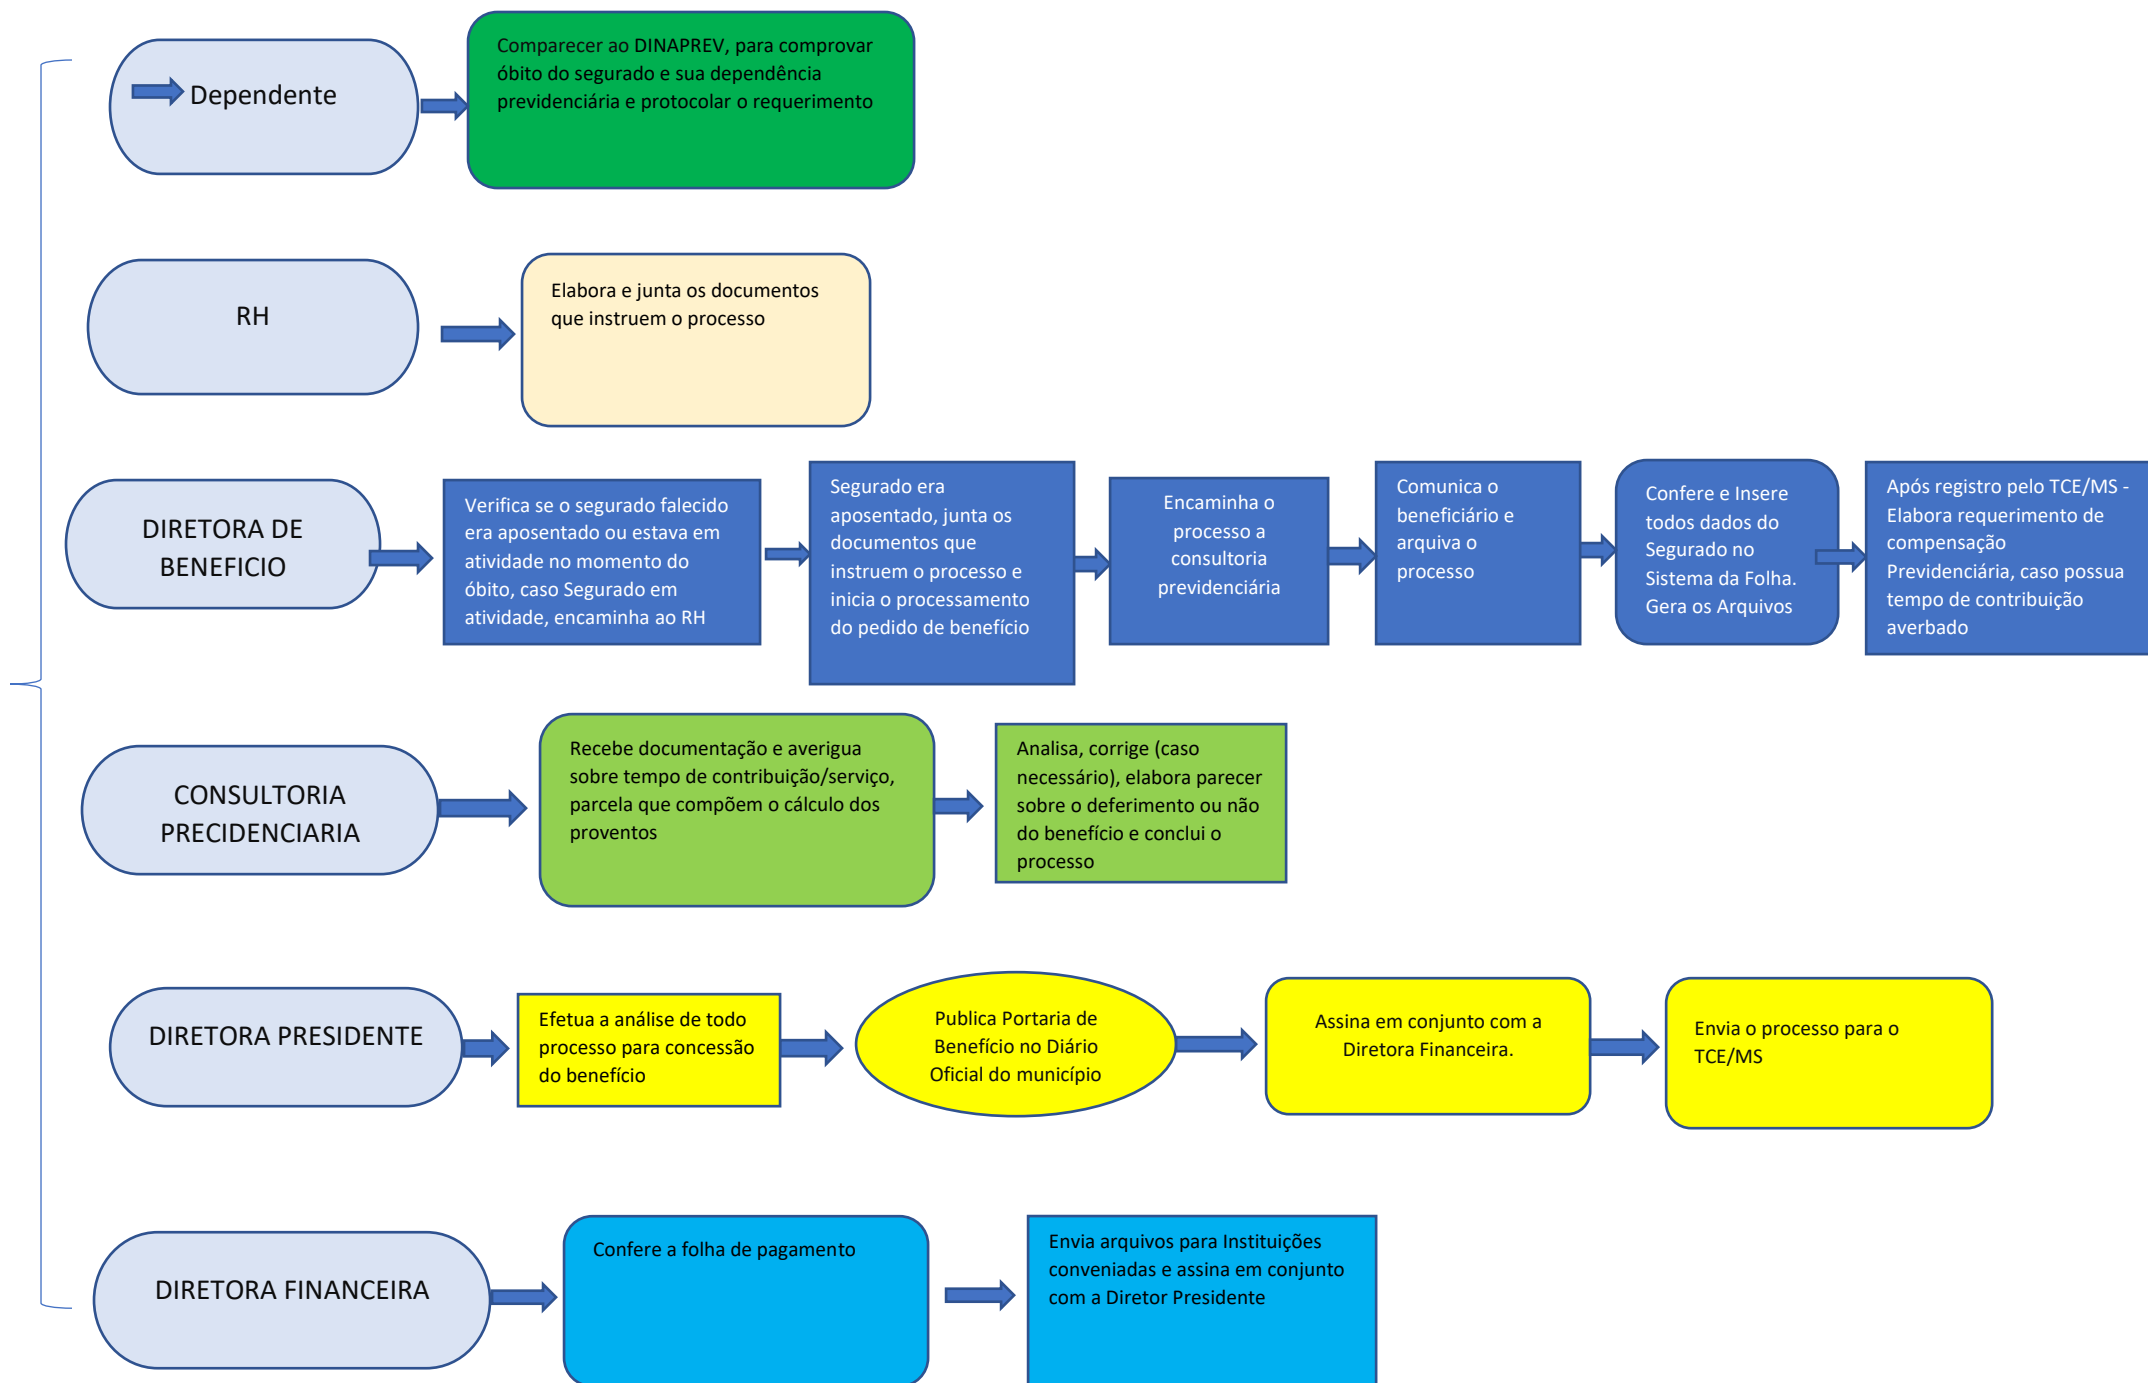 Dependente
Comparecer ao DINAPREV, para comprovar
óbito do segurado e sua dependência
previdenciária e protocolar o requerimento
RH
Elabora e junta os documentos
que instruem o processo
DIRETORA DE
BENEFICIO
Verifica se o segurado falecido
era aposentado ou estava em
atividade no momento do
óbito, caso Segurado em
atividade, encaminha ao RH
Segurado era
aposentado, junta os
documentos que
instruem o processo e
inicia o processamento
do pedido de benefício
Encaminha o
processo a
consultoria
previdenciária
Comunica o
beneficiário e
arquiva o
processo
Confere e Insere
todos dados do
Segurado no
Sistema da Folha.
Gera os Arquivos
Após registro pelo TCE/MS -
Elabora requerimento de
compensação
Previdenciária, caso possua
tempo de contribuição
averbado
CONSULTORIA
PRECIDENCIARIA
Recebe documentação e averigua
sobre tempo de contribuição/serviço,
parcela que compõem o cálculo dos
proventos
Analisa, corrige (caso
necessário), elabora parecer
sobre o deferimento ou não
do benefício e conclui o
processo
DIRETORA PRESIDENTE
Efetua a análise de todo
processo para concessão
do benefício
Publica Portaria de
Benefício no Diário
Oficial do município
Assina em conjunto com a
Diretora Financeira.
Envia o processo para o
TCE/MS
DIRETORA FINANCEIRA
Confere a folha de pagamento
Envia arquivos para Instituições
conveniadas e assina em conjunto
com a Diretor Presidente